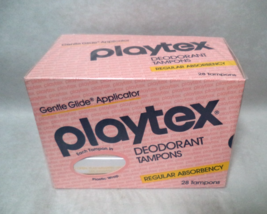 playtex®
DEODORANT
TAMPONS
REGULAR ABSORBENCY
28 Tampons
Gentle Glide® Applicator
playtex®
DEODORANT
TAMPONS
REGULAR ABSORBENCY
28 Tampons